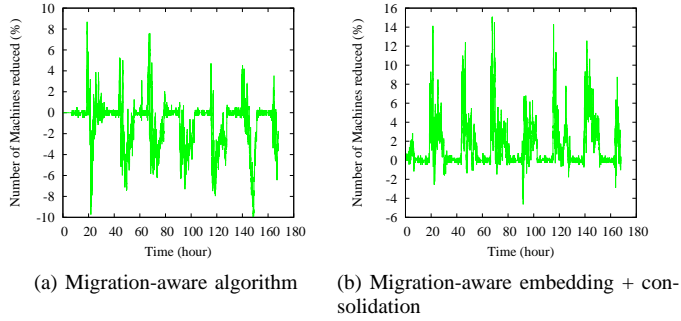 Number of Machines reduced (%)
10
8
6
4
2
0
-2
-4
-6
-8
-10
0 20 40 60 80 100 120 140 160 180
Time (hour)
(a) Migration-aware algorithm
Number of Machines reduced (%)
16
14
12
10
8
6
4
2
0
-2
-4
-6
0 20 40 60 80 100 120 140 160 180
Time (hour)
(b) Migration-aware embedding + con-
solidation